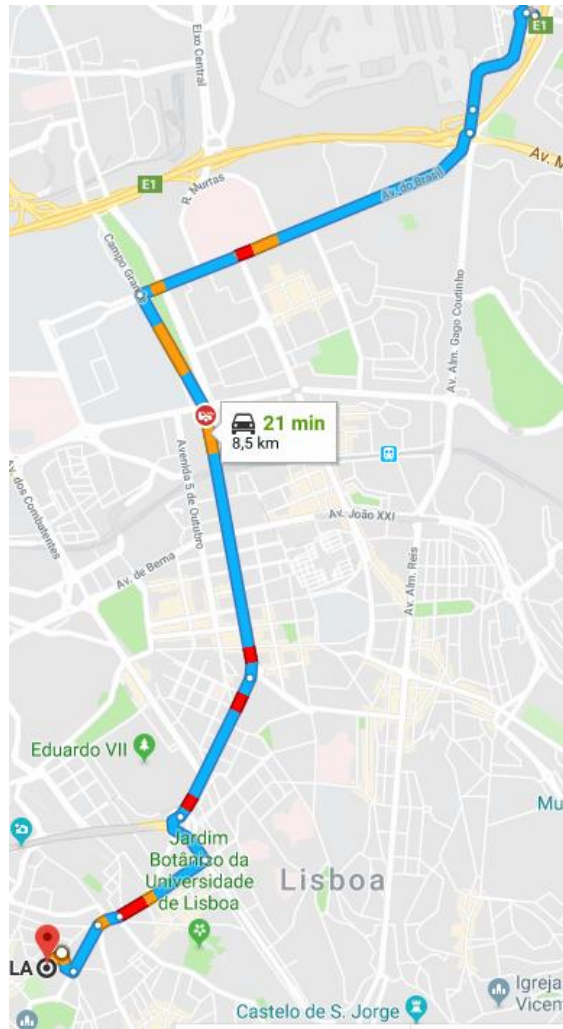 E1
Eixo Central
Av. M
Av. do Brasil
E1
R. Murtas
Campo Gran
Av. Alm. Gago Coutinho
21 min
8,5 km
Avenida 5 de Outubro
Av. dos Combatentes
Av. João XXI
Av. de Berna
Av. Alm. Reis
Eduardo VII
Mu
Jardim
Botânico da
Universidade
de Lisboa
Lisboa
LA
Igreja
Vicen
Castelo de S. Jorge